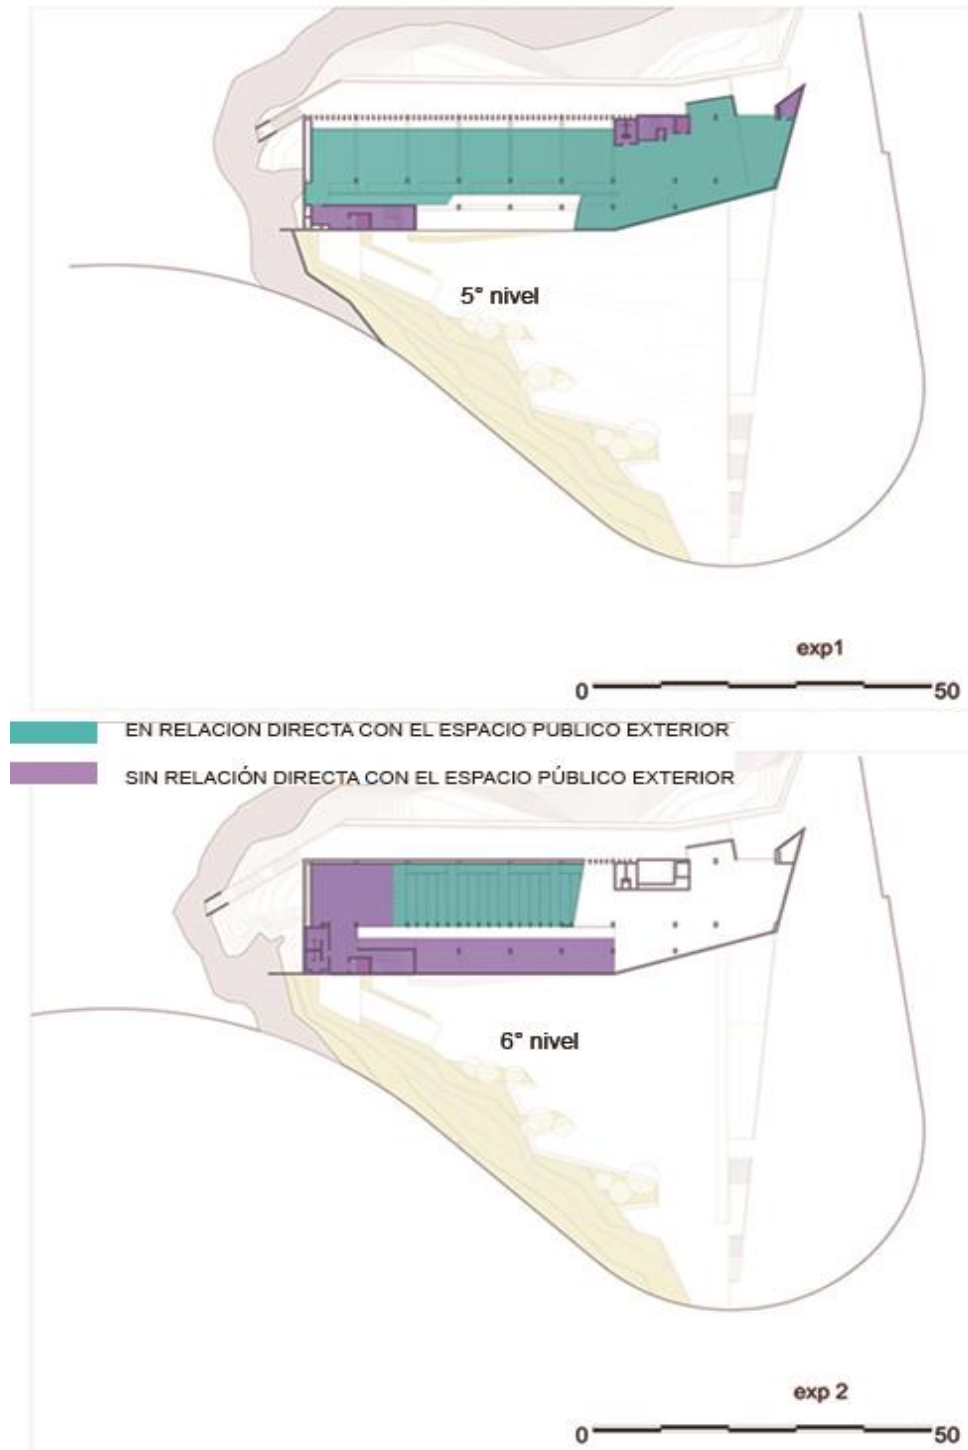 5° nivel
exp1
0 50
EN RELACION DIRECTA CON EL ESPACIO PUBLICO EXTERIOR
SIN RELACIÓN DIRECTA CON EL ESPACIO PÚBLICO EXTERIOR
6° nivel
exp 2
0 50